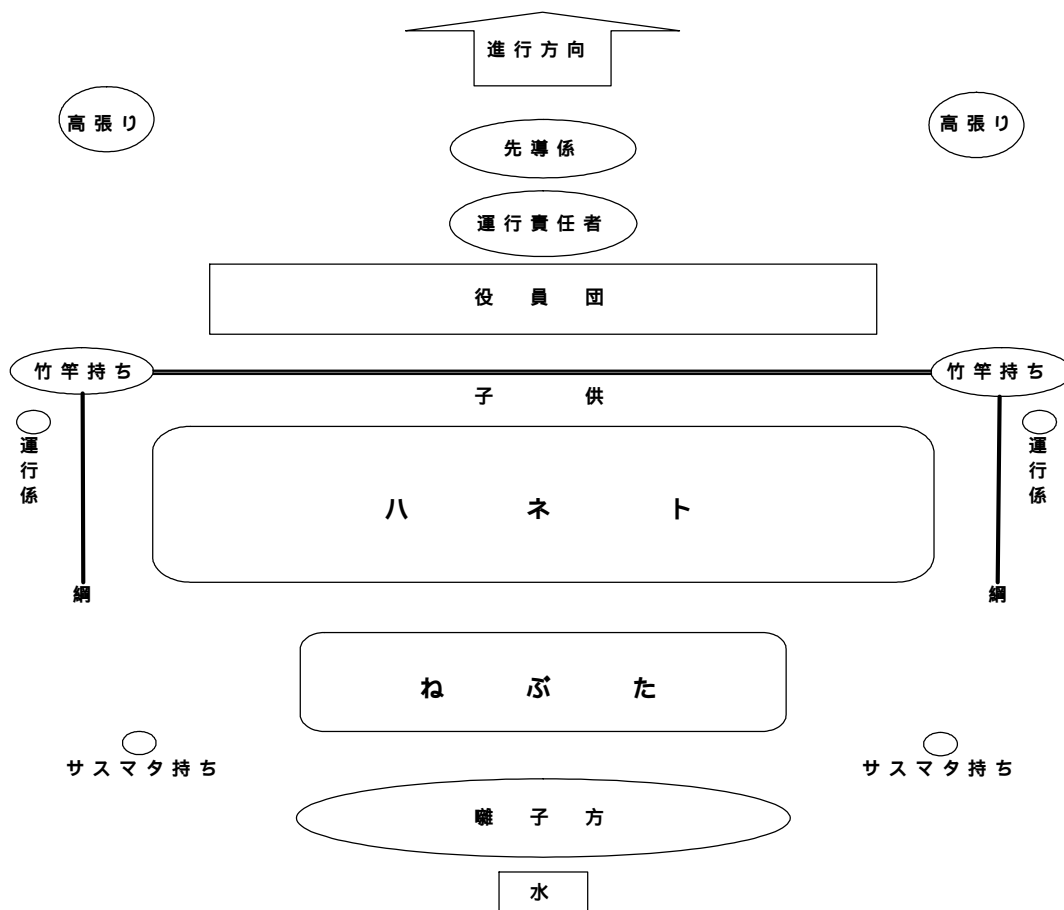 進行方向
高張り
高張り
先導係
運行責任者
役員団
竹竿持ち
竹竿持ち
子供
運行係
運行係
ハネト
綱
綱
ねぶた
サスマタ持ち
サスマタ持ち
囃子方
水